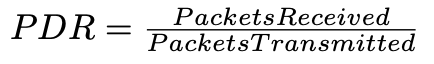 PDR = PacketsReceived / PacketsTransmitted